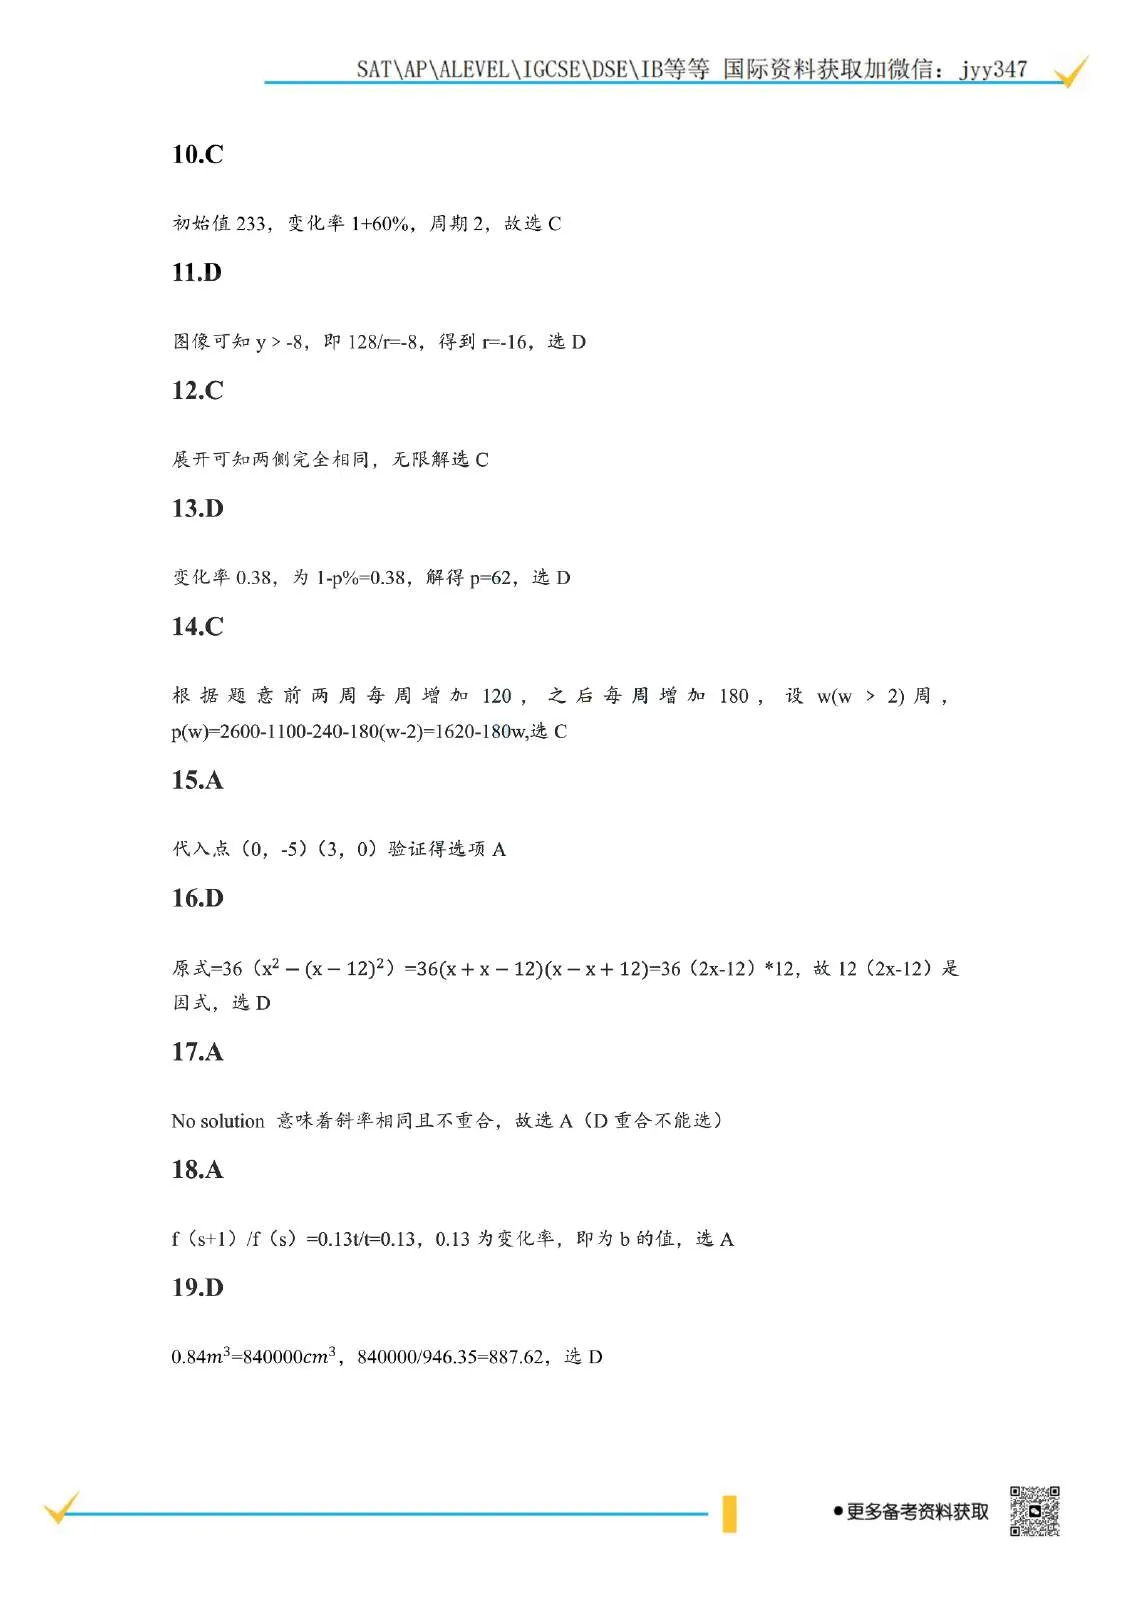 SAT\AP\ALEVEL\IGCSE\DSE\IB等等 国际资料获取加微信：jyy347
10.C
初始值 233，变化率 1+60%，周期 2，故选 C
11.D
图像可知 y﹥-8，即 128/r=-8，得到 r=-16，选 D
12.C
展开可知两侧完全相同，无限解选 C
13.D
变化率 0.38，为 1-p%=0.38，解得 p=62，选 D
14.C
根据题意前两周每周增加 120，之后每周增加 180，设 w(w﹥2)周，
p(w)=2600-1100-240-180(w-2)=1620-180w,选 C
15.A
代入点（0，-5）（3，0）验证得选项 A
16.D
原式=36（x² − (x − 12)²）=36(x + x − 12)(x − x + 12)=36（2x-12）*12，故 12（2x-12）是
因式，选 D
17.A
No solution 意味着斜率相同且不重合，故选 A（D 重合不能选）
18.A
f（s+1）/f（s）=0.13t/t=0.13，0.13 为变化率，即为 b 的值，选 A
19.D
0.84m³=840000cm³，840000/946.35=887.62，选 D
●更多备考资料获取